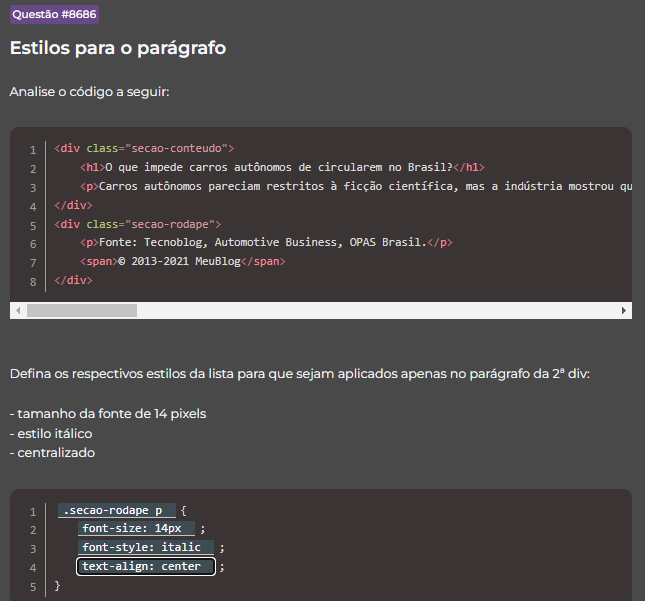 Questão #8686
Estilos para o parágrafo
Analise o código a seguir:
1 <div class="secao-conteudo">
2 <h1>O que impede carros autônomos de circularem no Brasil?</h1>
3 <p>Carros autônomos pareciam restritos à ficção científica, mas a indústria mostrou qu
4 </div>
5 <div class="secao-rodape">
6 <p>Fonte: Tecnoblog, Automotive Business, OPAS Brasil.</p>
7 <span>© 2013-2021 MeuBlog</span>
8 </div>
Defina os respectivos estilos da lista para que sejam aplicados apenas no parágrafo da 2ª div:
- tamanho da fonte de 14 pixels
- estilo itálico
- centralizado
1 .secao-rodape p {
2 font-size: 14px ;
3 font-style: italic ;
4 text-align: center ;
5 }